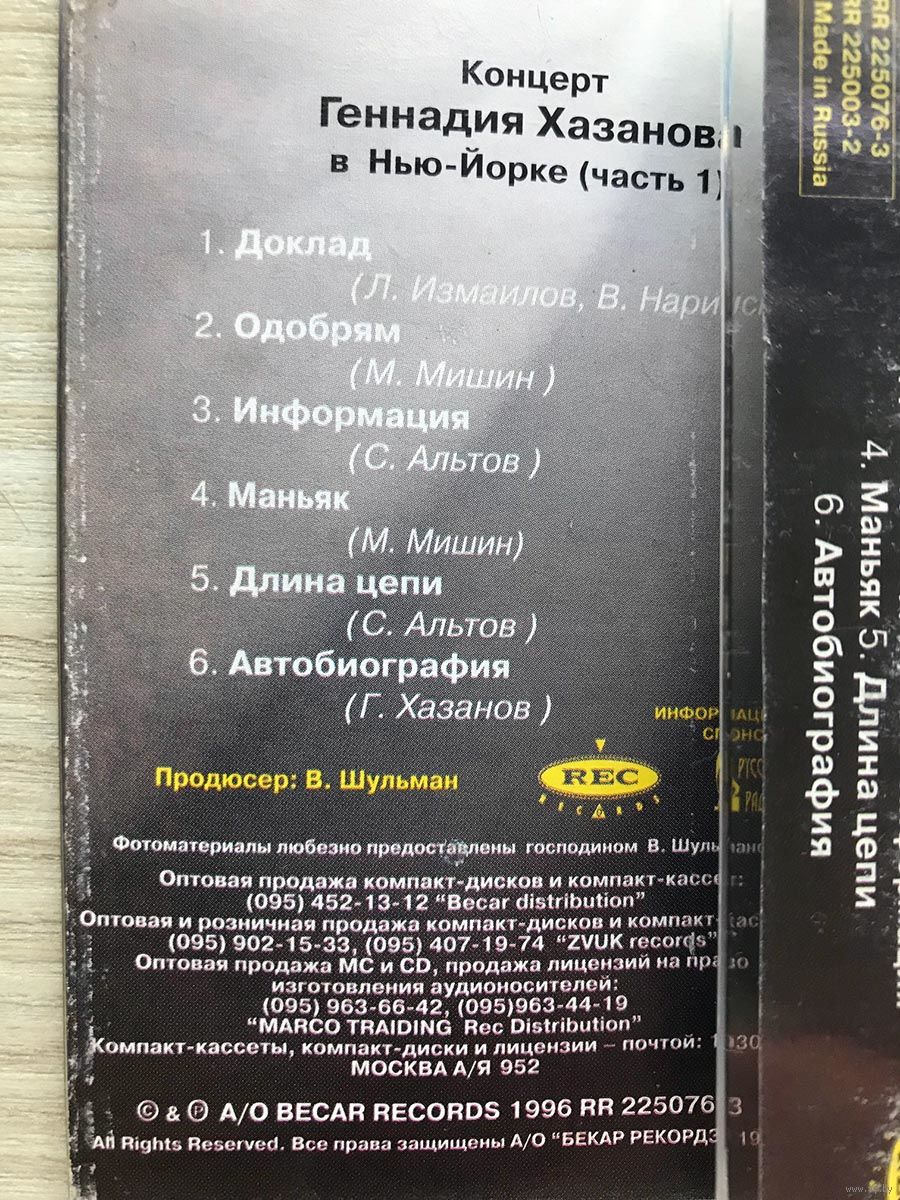 Концерт
Геннадия Хазанова
в Нью-Йорке (часть 1)
1. Доклад
(Л. Измаилов, В.
2. Одобрям
(М. Мишин )
3. Информация
(С. Альтов )
4. Маньяк
(М. Мишин)
5. Длина цепи
(С. Альтов )
6. Автобиография
(Г. Хазанов )
Продюсер: В. Шульман
REC
RECORDS
Фотоматериалы любезно предоставлены господином В.
Оптовая продажа компакт-дисков и компакт-кассет:
(095) 452-13-12 “Becar distribution”
Оптовая и розничная продажа компакт-дисков и
(095) 902-15-33, (095) 407-19-74 “ZVUK records”
Оптовая продажа МС и CD, продажа лицензий на право
изготовления аудионосителей:
(095) 963-66-42, (095)963-44-19
“MARCO TRAIDING Rec Distribution”
Компакт-кассеты, компакт-диски и лицензии – почтой:
МОСКВА А/Я 952
© & ℗ A/O BECAR RECORDS 1996 RR 225076-3
All Rights Reserved. Все права защищены А/О “БЕКАР РЕКОРДЗ
RR 225076-3
RR 225003-2
Made in Russia
4. Маньяк 5. Длина цепи
6. Автобиография